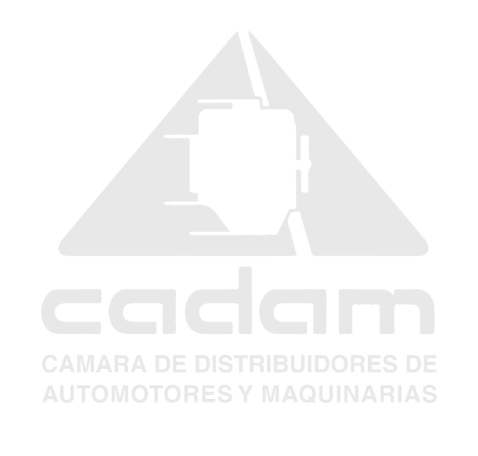 cadam
CAMARA DE DISTRIBUIDORES DE
AUTOMOTORES Y MAQUINARIAS